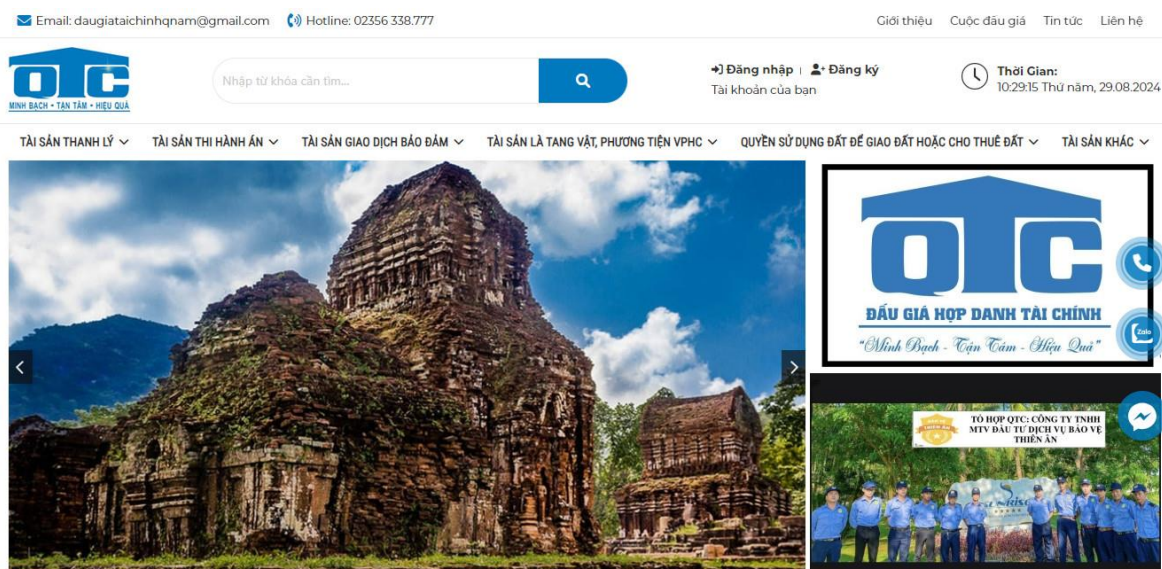 Email: daugiataichinhqnam@gmail.com
Hotline: 02356 338.777
Giới thiệu
Cuộc đấu giá
Tin tức
Liên hệ
QTC
MINH BẠCH • TẬN TÂM • HIỆU QUẢ
Nhập từ khóa cần tìm...
Đăng nhập | Đăng ký
Tài khoản của bạn
Thời Gian:
10:29:15 Thứ năm, 29.08.2024
TÀI SẢN THANH LÝ
TÀI SẢN THI HÀNH ÁN
TÀI SẢN GIAO DỊCH BẢO ĐẢM
TÀI SẢN LÀ TANG VẬT, PHƯƠNG TIỆN VPHC
QUYỀN SỬ DỤNG ĐẤT ĐỂ GIAO ĐẤT HOẶC CHO THUÊ ĐẤT
TÀI SẢN KHÁC
QTC
ĐẤU GIÁ HỢP DANH TÀI CHÍNH
"Minh Bạch - Tận Tâm - Hiệu Quả"
Zalo
THIÊN ÂN
TỔ HỢP QTC: CÔNG TY TNHH
MTV ĐẦU TƯ DỊCH VỤ BẢO VỆ
THIÊN ÂN